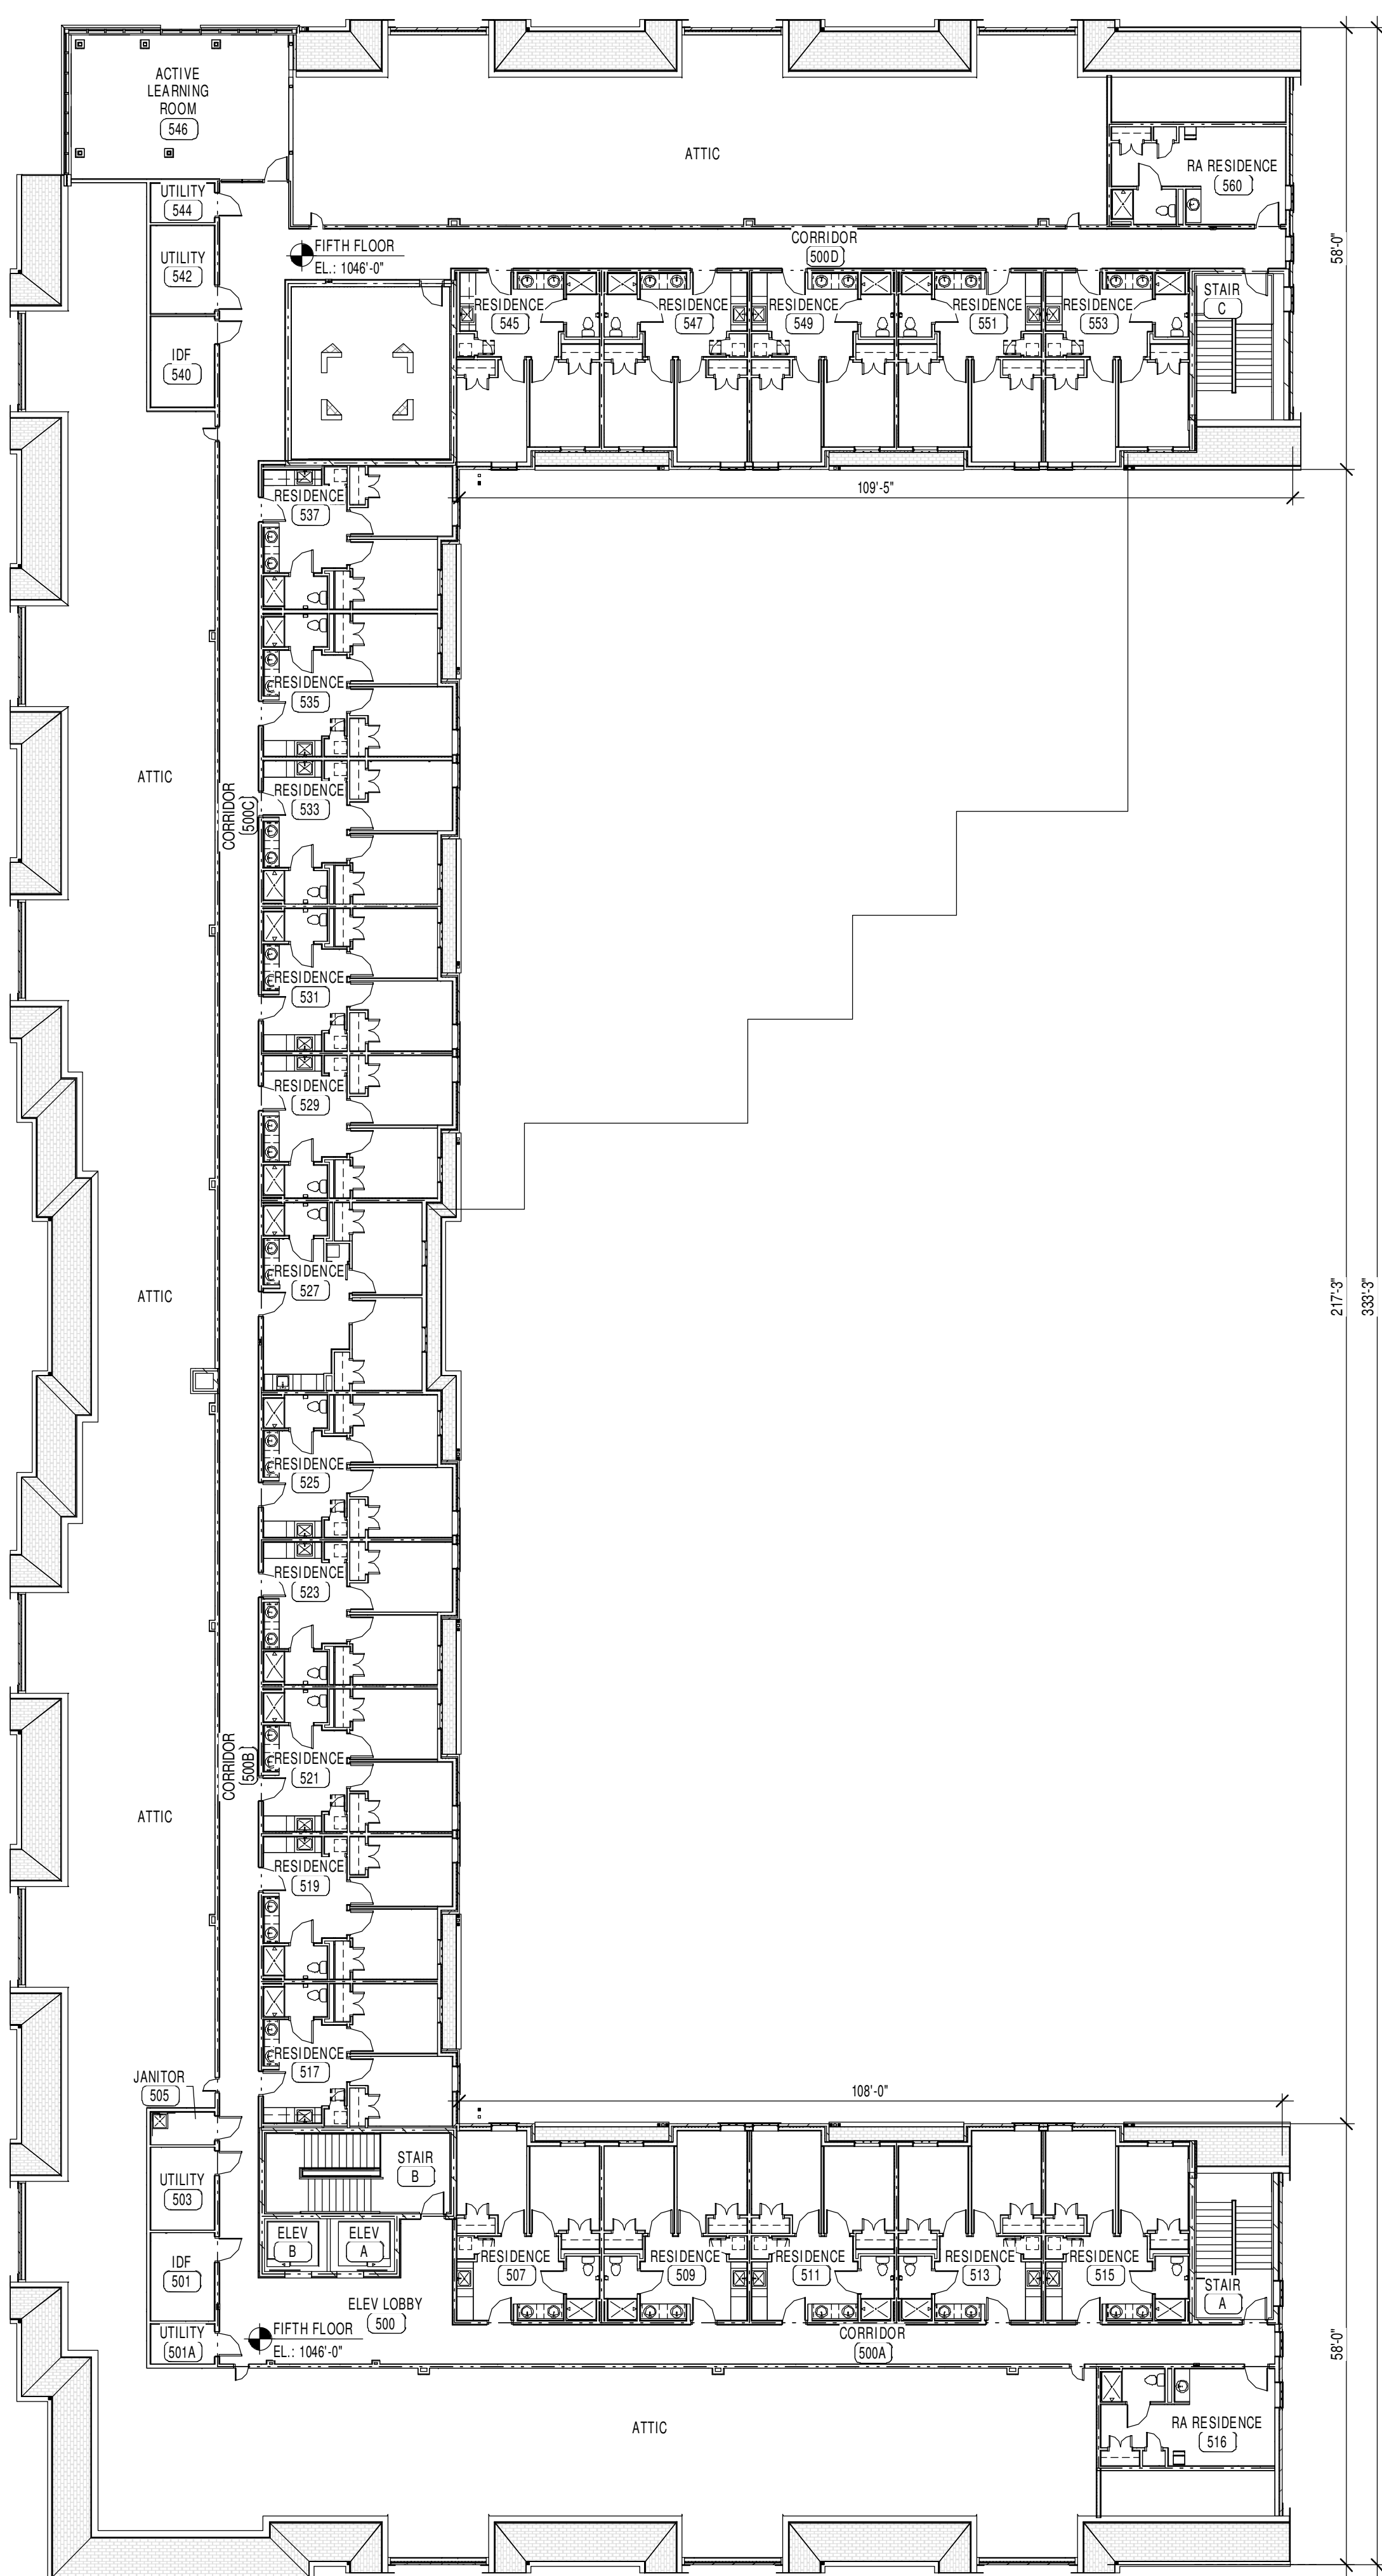 ACTIVE
LEARNING
ROOM
546
ATTIC
RA RESIDENCE
560
UTILITY
544
FIFTH FLOOR
EL.: 1046'-0"
CORRIDOR
500D
58'-0"
UTILITY
542
IDF
540
RESIDENCE
545
RESIDENCE
547
RESIDENCE
549
RESIDENCE
551
RESIDENCE
553
STAIR
C
109'-5"
RESIDENCE
537
RESIDENCE
535
ATTIC
CORRIDOR
500C
RESIDENCE
533
RESIDENCE
531
RESIDENCE
529
ATTIC
RESIDENCE
527
217'-3"
333'-3"
RESIDENCE
525
RESIDENCE
523
CORRIDOR
500B
RESIDENCE
521
ATTIC
RESIDENCE
519
RESIDENCE
517
JANITOR
505
108'-0"
UTILITY
503
STAIR
B
IDF
501
ELEV
B
ELEV
A
RESIDENCE
507
RESIDENCE
509
RESIDENCE
511
RESIDENCE
513
RESIDENCE
515
STAIR
A
ELEV LOBBY
500
UTILITY
501A
FIFTH FLOOR
EL.: 1046'-0"
CORRIDOR
500A
58'-0"
ATTIC
RA RESIDENCE
516